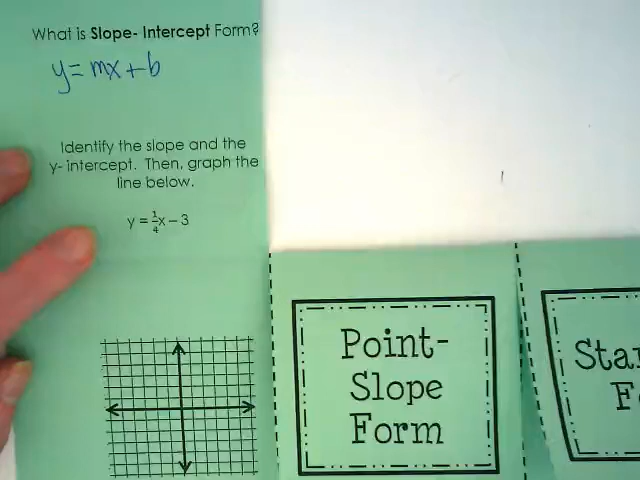 What is Slope- Intercept Form?
y = mx + b
Identify the slope and the
y- intercept. Then, graph the
line below.
y = 1/4 x – 3
Point-
Slope
Form